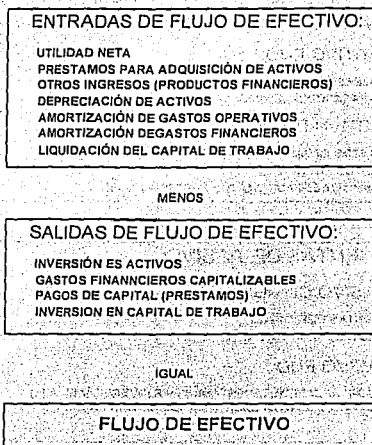 ENTRADAS DE FLUJO DE EFECTIVO:
UTILIDAD NETA
PRESTAMOS PARA ADQUISICIÓN DE ACTIVOS
OTROS INGRESOS (PRODUCTOS FINANCIEROS)
DEPRECIACIÓN DE ACTIVOS
AMORTIZACIÓN DE GASTOS OPERATIVOS
AMORTIZACIÓN DEGASTOS FINANCIEROS
LIQUIDACIÓN DEL CAPITAL DE TRABAJO
MENOS
SALIDAS DE FLUJO DE EFECTIVO:
INVERSIÓN ES ACTIVOS
GASTOS FINANNCIEROS CAPITALIZABLES
PAGOS DE CAPITAL (PRESTAMOS)
INVERSION EN CAPITAL DE TRABAJO
IGUAL
FLUJO DE EFECTIVO